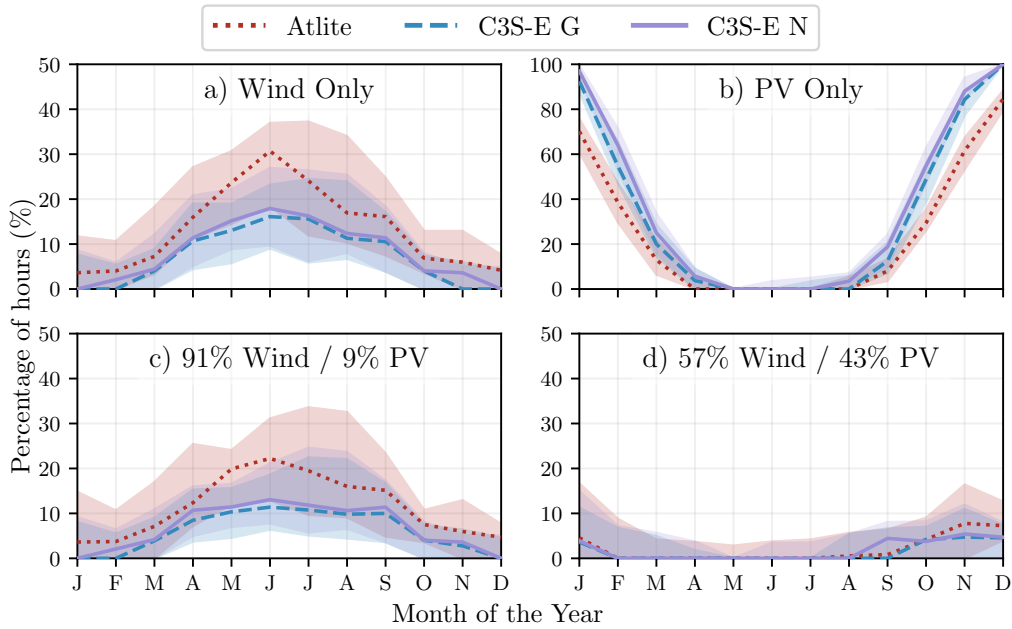 Atlite C3S-E G C3S-E N
a) Wind Only
50
40
30
20
10
0
b) PV Only
100
80
60
40
20
0
Percentage of hours (%)
c) 91% Wind / 9% PV
50
40
30
20
10
0
J F M A M J J A S O N D
d) 57% Wind / 43% PV
50
40
30
20
10
0
J F M A M J J A S O N D
Month of the Year